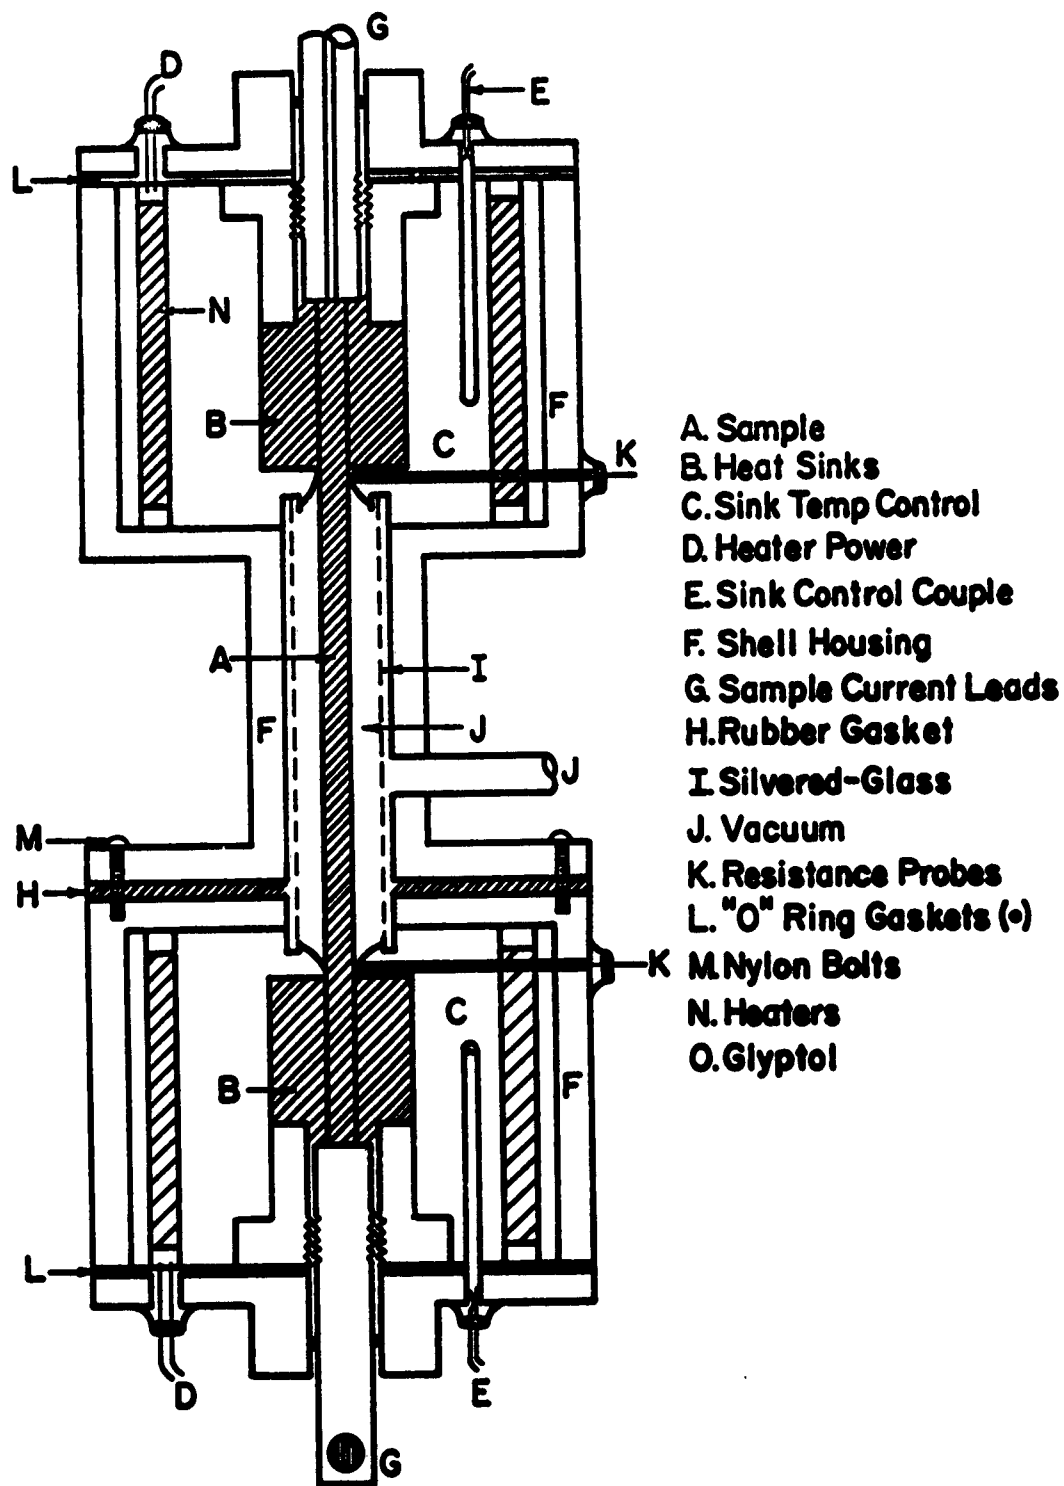 G
D
E
L
N
B
F
C
K
A
I
F
J
J
M
H
K
C
B
F
L
D
E
G
A. Sample
B. Heat Sinks
C. Sink Temp Control
D. Heater Power
E. Sink Control Couple
F. Shell Housing
G. Sample Current Leads
H. Rubber Gasket
I. Silvered-Glass
J. Vacuum
K. Resistance Probes
L. "O" Ring Gaskets (•)
M. Nylon Bolts
N. Heaters
O. Glyptol